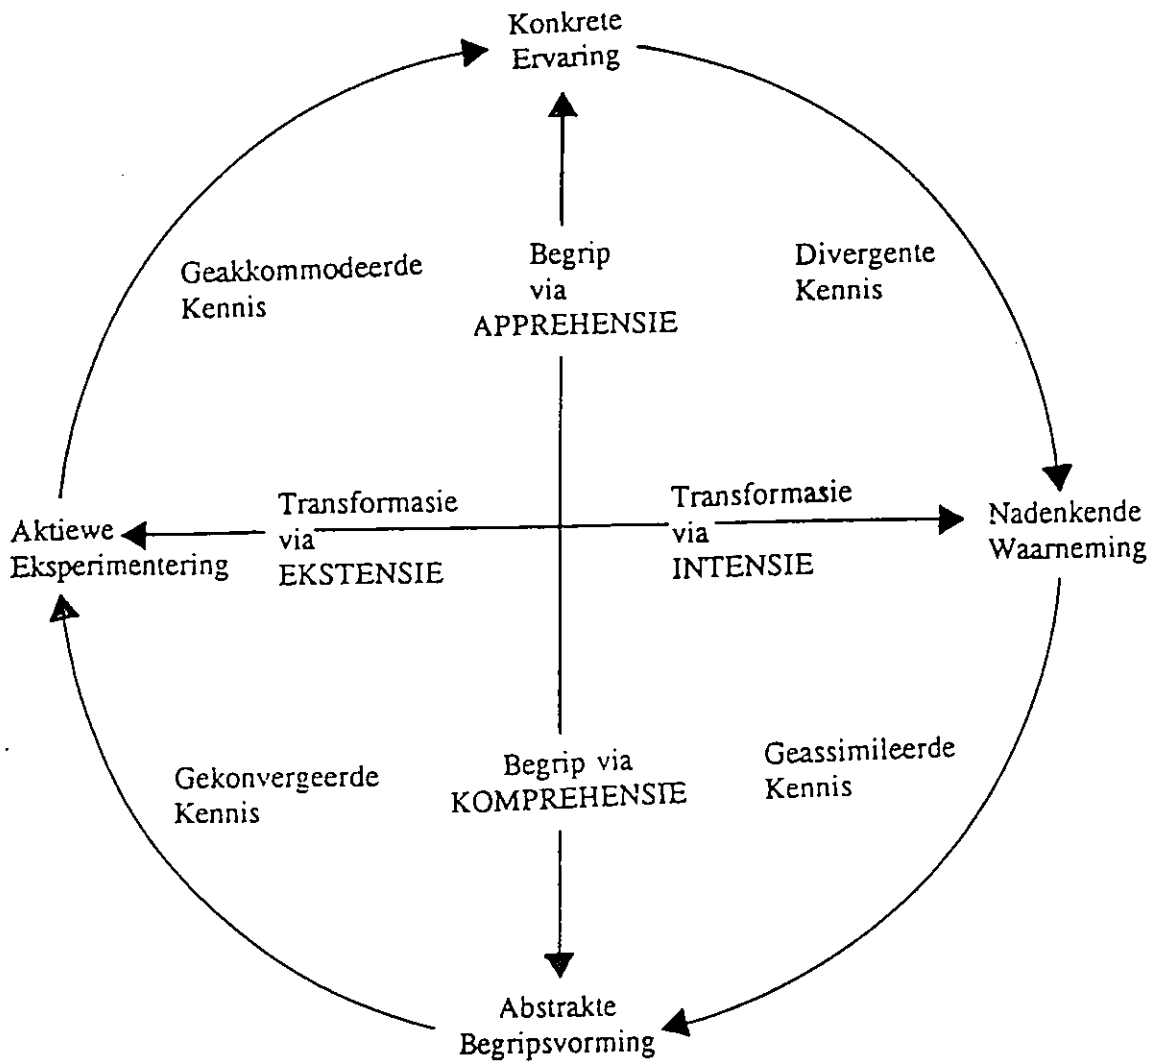 Konkrete
Ervaring
Geakkommodeerde
Kennis
Begrip
via
APPREHENSIE
Divergente
Kennis
Aktiewe
Eksperimentering
Transformasie
via
EKSTENSIE
Transformasie
via
INTENSIE
Nadenkende
Waarneming
Gekonvergeerde
Kennis
Begrip via
KOMPREHENSIE
Geassimileerde
Kennis
Abstrakte
Begripsvorming